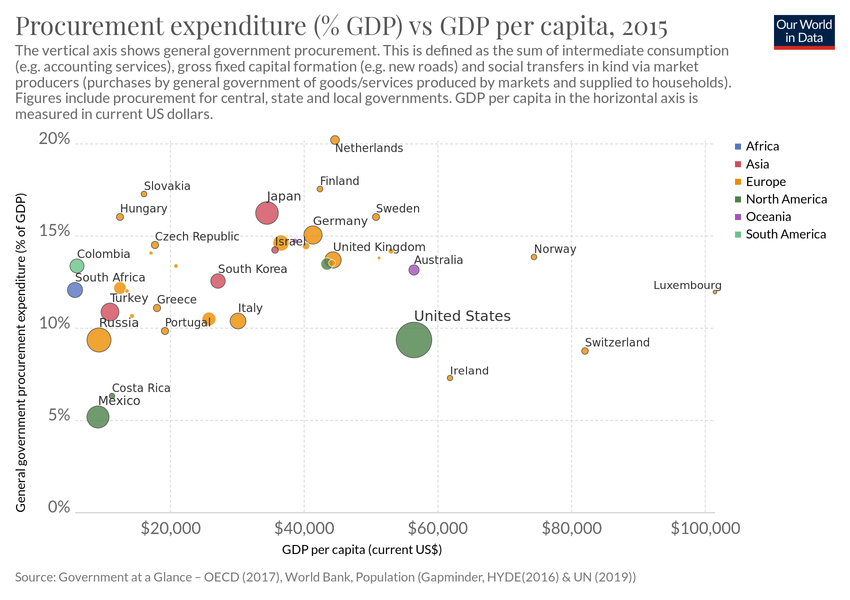 Procurement expenditure (% GDP) vs GDP per capita, 2015
Our World
in Data
The vertical axis shows general government procurement. This is defined as the sum of intermediate consumption
(e.g. accounting services), gross fixed capital formation (e.g. new roads) and social transfers in kind via market
producers (purchases by general government of goods/services produced by markets and supplied to households).
Figures include procurement for central, state and local governments. GDP per capita in the horizontal axis is
measured in current US dollars.
20%
Netherlands
Africa
Asia
Europe
North America
Oceania
South America
Slovakia
Finland
Japan
Hungary
Sweden
Germany
15%
Czech Republic
Israel
United Kingdom
Norway
Colombia
Australia
South Korea
South Africa
Luxembourg
Turkey
Greece
Italy
United States
Russia
Portugal
10%
Switzerland
Ireland
Costa Rica
Mexico
5%
0%
General government procurement expenditure (% of GDP)
$20,000
$40,000
$60,000
$80,000
$100,000
GDP per capita (current US$)
Source: Government at a Glance – OECD (2017), World Bank, Population (Gapminder, HYDE(2016) & UN (2019))